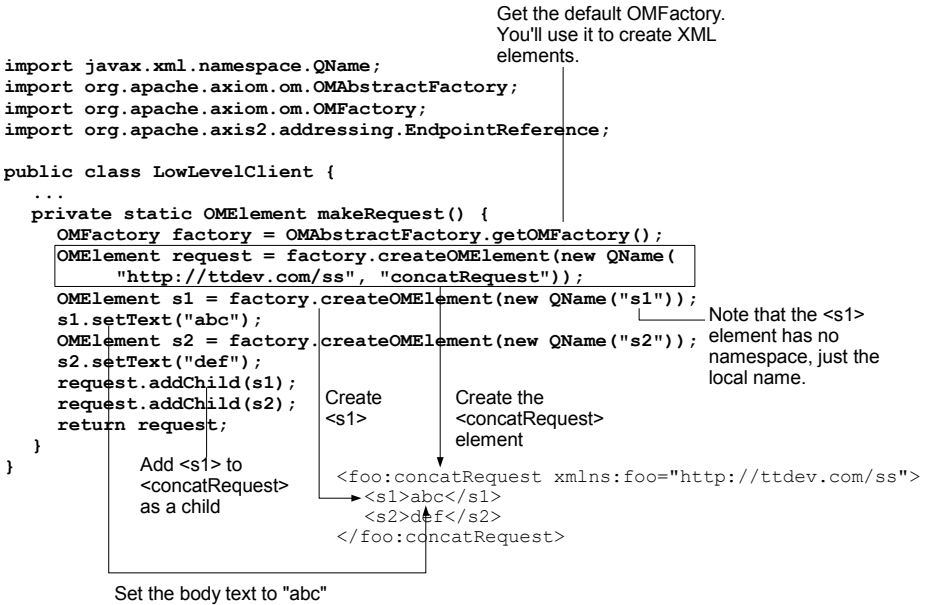 Get the default OMFactory.
You'll use it to create XML
elements.
import javax.xml.namespace.QName;
import org.apache.axiom.om.OMAbstractFactory;
import org.apache.axiom.om.OMFactory;
import org.apache.axis2.addressing.EndpointReference;
public class LowLevelClient {
...
private static OMElement makeRequest() {
OMFactory factory = OMAbstractFactory.getOMFactory();
OMElement request = factory.createOMElement(new QName(
"http://ttdev.com/ss", "concatRequest"));
OMElement s1 = factory.createOMElement(new QName("s1"));
s1.setText("abc");
OMElement s2 = factory.createOMElement(new QName("s2"));
s2.setText("def");
request.addChild(s1);
request.addChild(s2);
return request;
}
}
Note that the <s1>
element has no
namespace, just the
local name.
Create
<s1>
Create the
<concatRequest>
element
Add <s1> to
<concatRequest>
as a child
<foo:concatRequest xmlns:foo="http://ttdev.com/ss">
<s1>abc</s1>
<s2>def</s2>
</foo:concatRequest>
Set the body text to "abc"